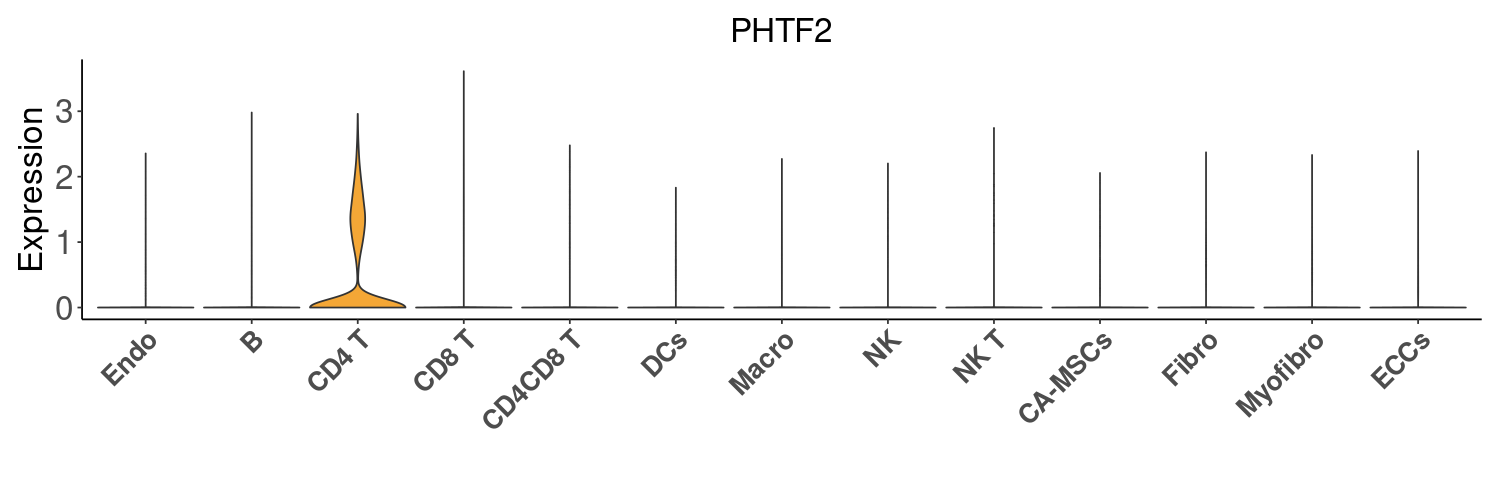 PHTF2
Expression
3
2
1
0
Endo
B
CD4 T
CD8 T
CD4CD8 T
DCs
Macro
NK
NK T
CA-MSCs
Fibro
Myofibro
ECCs